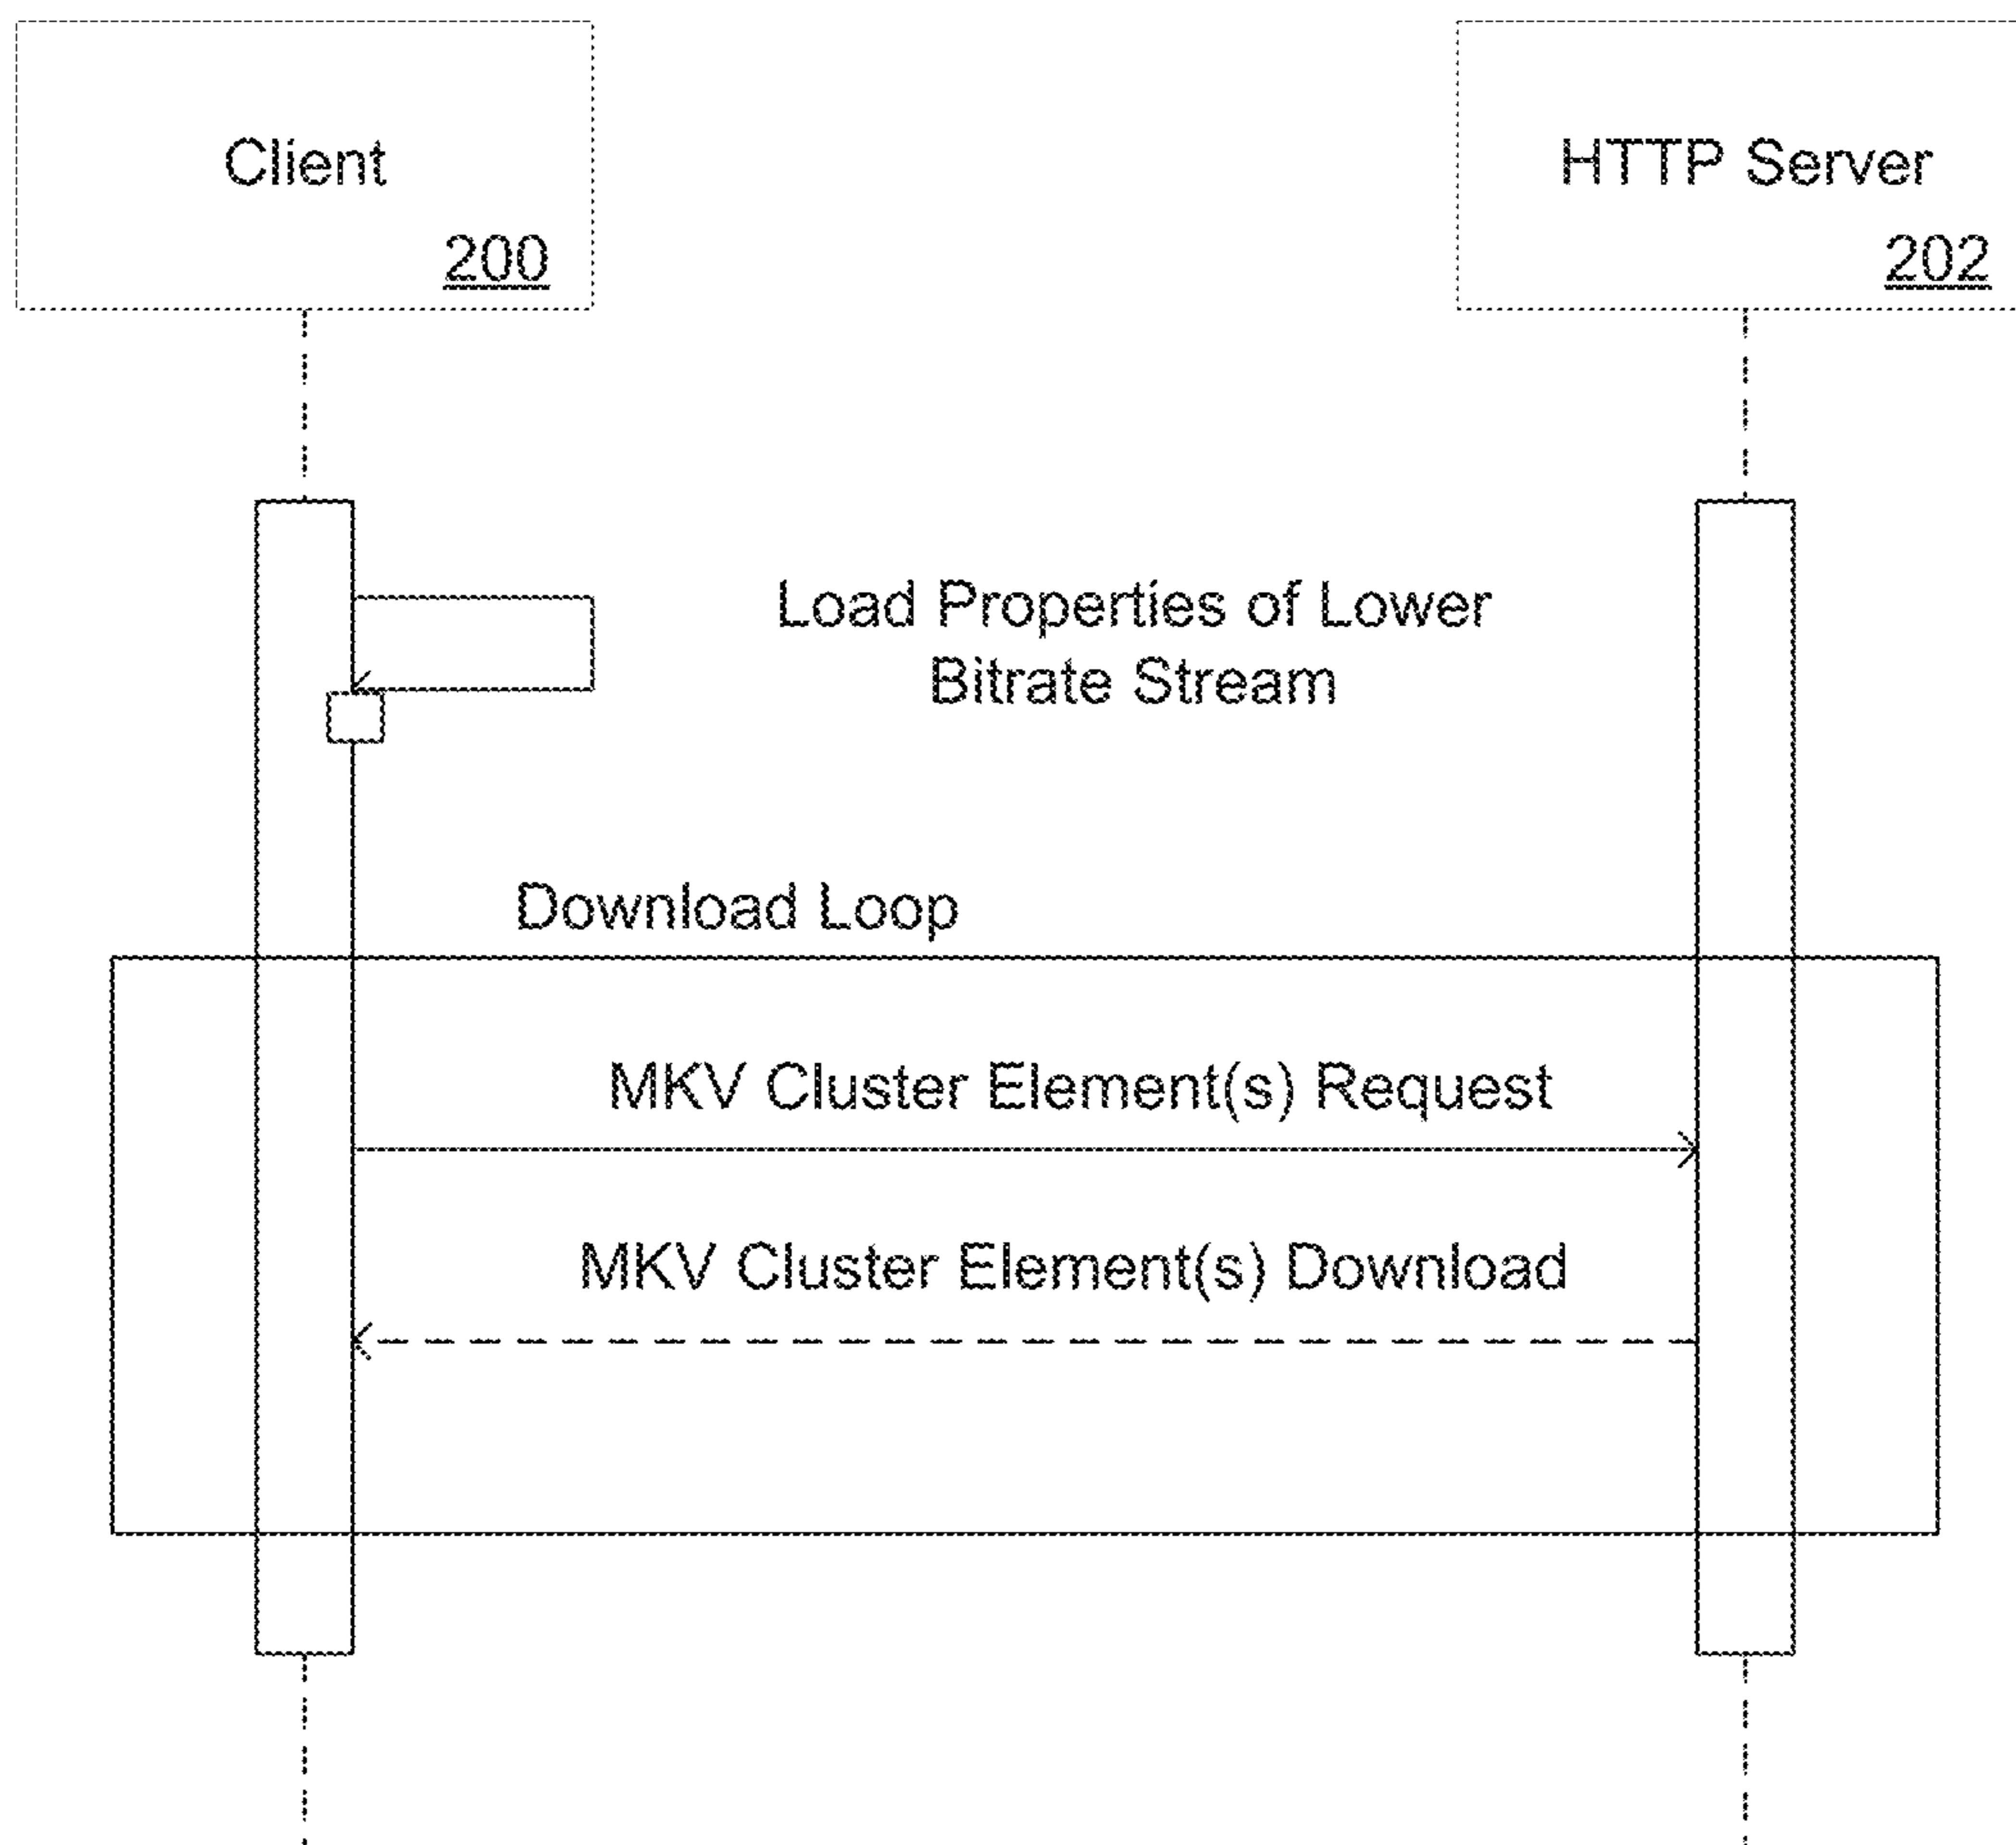 Client
200
HTTP Server
202
Load Properties of Lower
Bitrate Stream
Download Loop
MKV Cluster Element(s) Request
MKV Cluster Element(s) Download